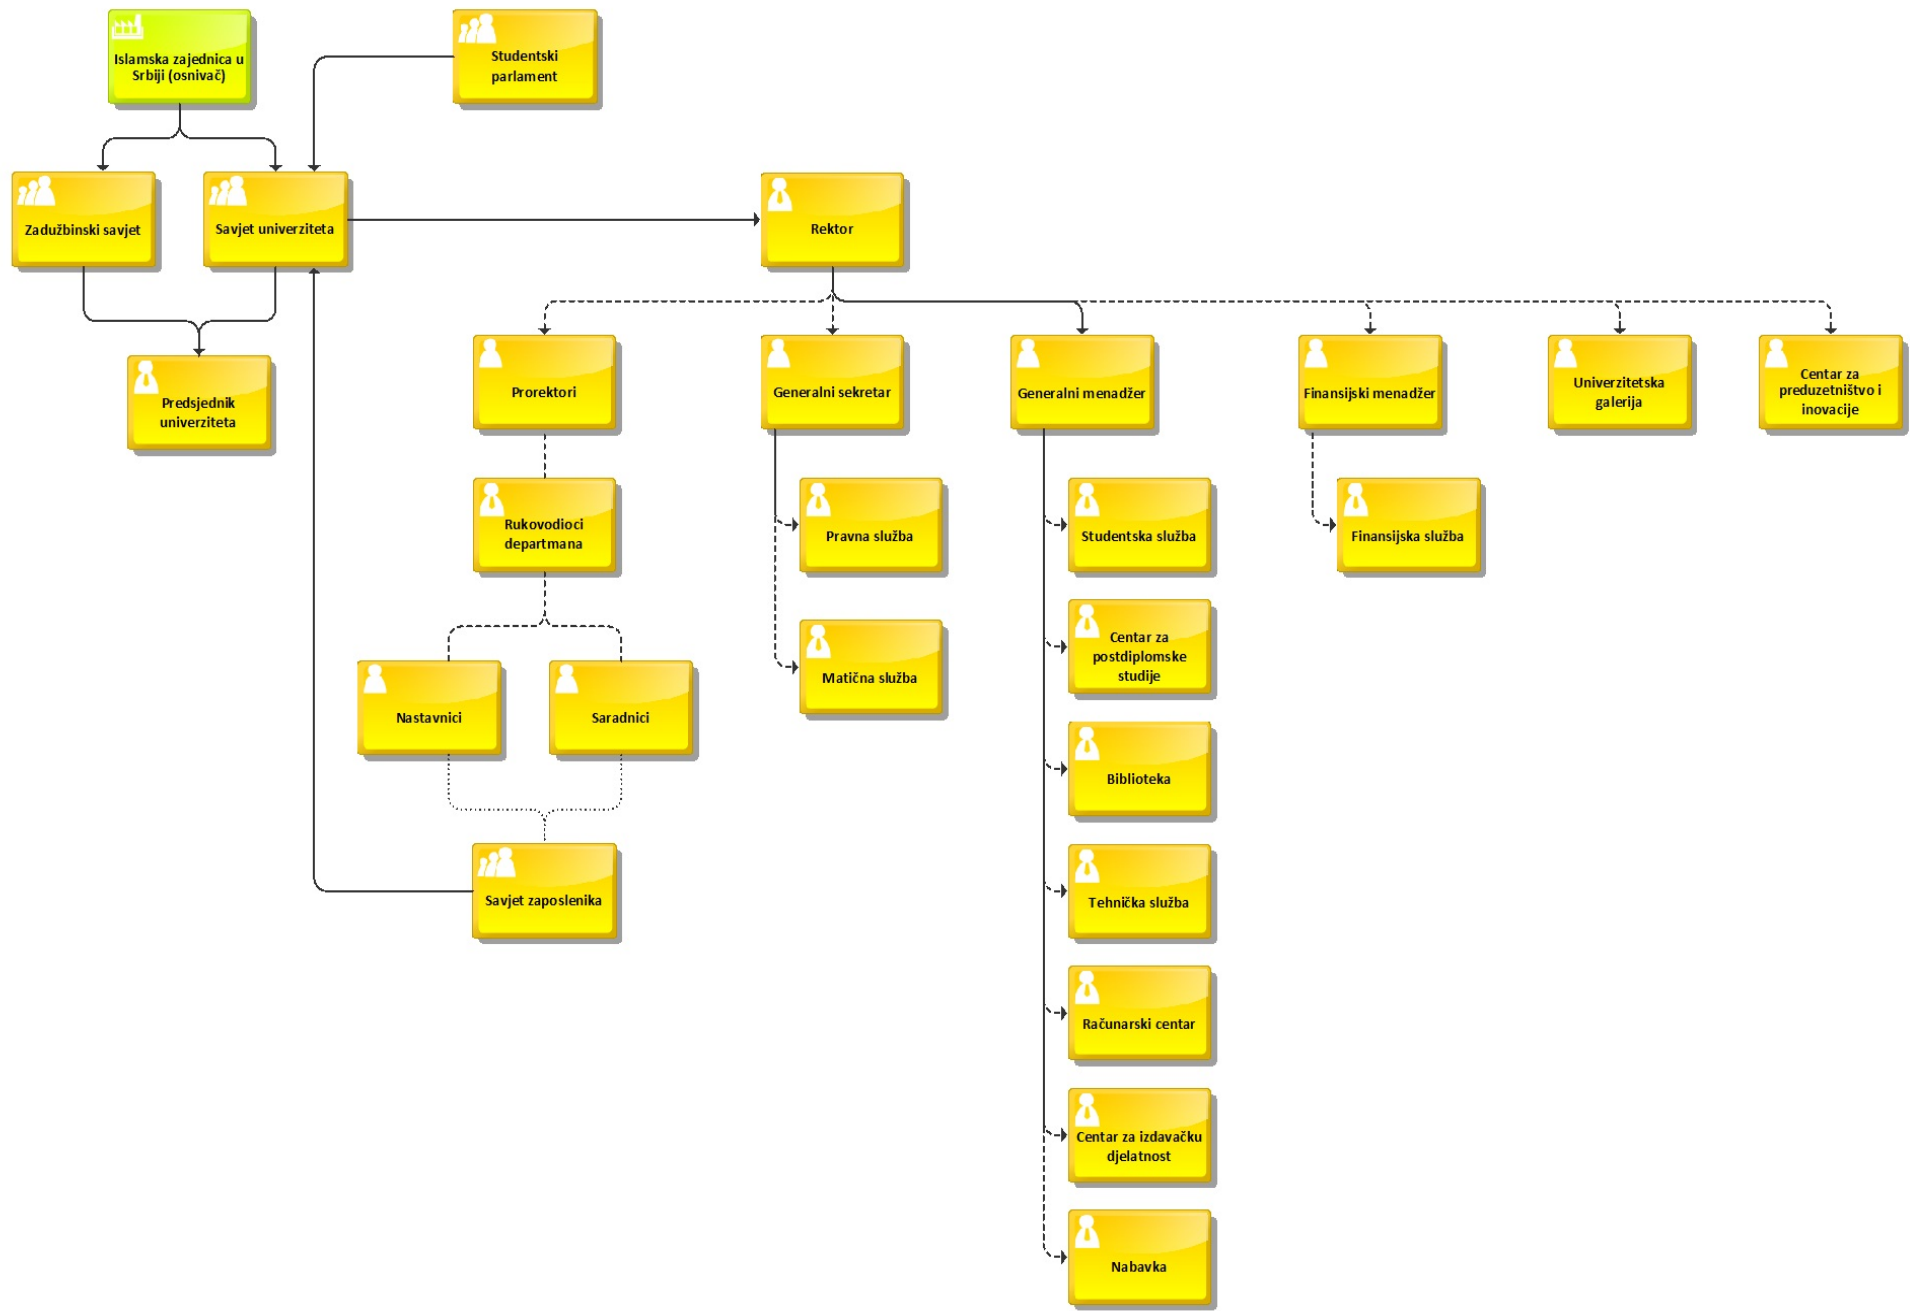 Islamska zajednica u
Srbiji (osnivač)
Studentski
parlament
Zadužbinski savjet
Savjet univerziteta
Rektor
Predsjednik
univerziteta
Prorektori
Generalni sekretar
Generalni menadžer
Finansijski menadžer
Univerzitetska
galerija
Centar za
preduzetništvo i
inovacije
Rukovodioci
departmana
Pravna služba
Studentska služba
Finansijska služba
Centar za
postdiplomske
studije
Matična služba
Nastavnici
Saradnici
Biblioteka
Savjet zaposlenika
Tehnička služba
Računarski centar
Centar za izdavačku
djelatnost
Nabavka